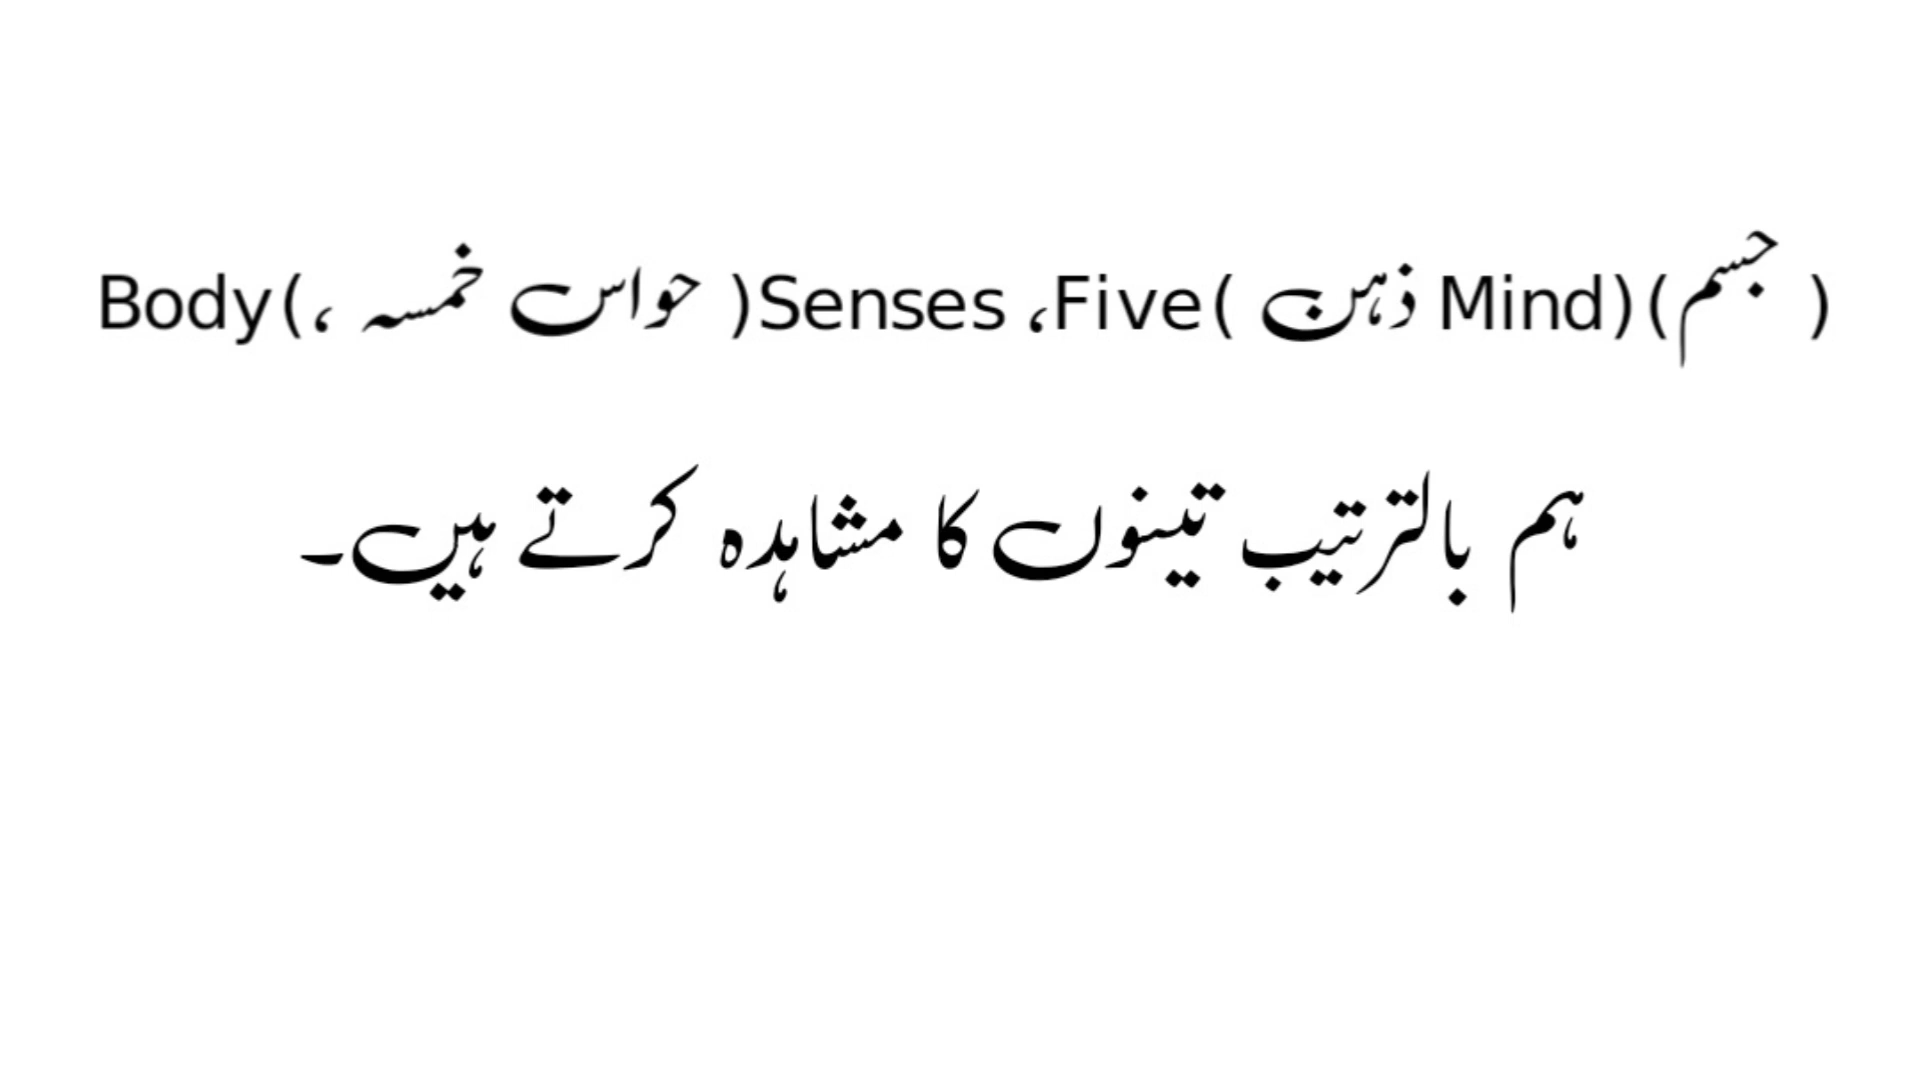 ( جسم)(Mind ذہن )Five، Senses( حواس خمسہ ،)Body
ہم بالترتیب تینوں کا مشاہدہ کرتے ہیں۔